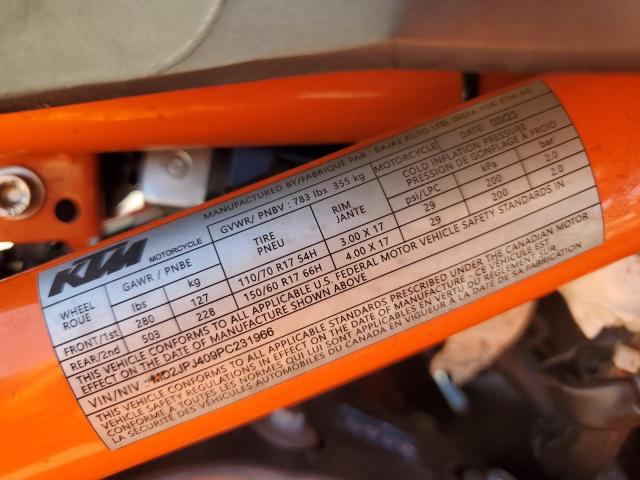 MANUFACTURED BY/FABRIQUE PAR : BAJAJ AUTO LTD. INDIA FOR KTM AG.
KTM MOTORCYCLE
GVWR/ PNBV : 783 lbs 355 kg MOTORCYCLE DATE: 03/23
WHEEL ROUE GAWR / PNBE lbs kg TIRE PNEU RIM JANTE COLD INFLATION PRESSURE PRESSION DE GONFLAGE À FROID psi/LPC kPa bar
FRONT/1st 280 127 110/70 R17 54H 3.00 X 17 29 200 2.0
REAR/2nd 503 228 150/60 R17 66H 4.00 X 17 29 200 2.0
THIS VEHICLE CONFORMS TO ALL APPLICABLE U.S. FEDERAL MOTOR VEHICLE SAFETY STANDARDS IN
EFFECT ON THE DATE OF MANUFACTURE SHOWN ABOVE
VIN/NIV : MD2JPJ409PC231966
THIS VEHICLE CONFORMS TO ALL APPLICABLE STANDARDS PRESCRIBED UNDER THE CANADIAN MOTOR
VEHICLE SAFETY REGULATIONS IN EFFECT ON THE DATE OF MANUFACTURE - CE VÉHICULE EST
CONFORME À TOUTES LES NORMES QUI LUI SONT APPLICABLES EN VERTU DU RÈGLEMENT SUR
LA SÉCURITÉ DES VÉHICULES AUTOMOBILES DU CANADA EN VIGUEUR À LA DATE DE SA FABRICATION